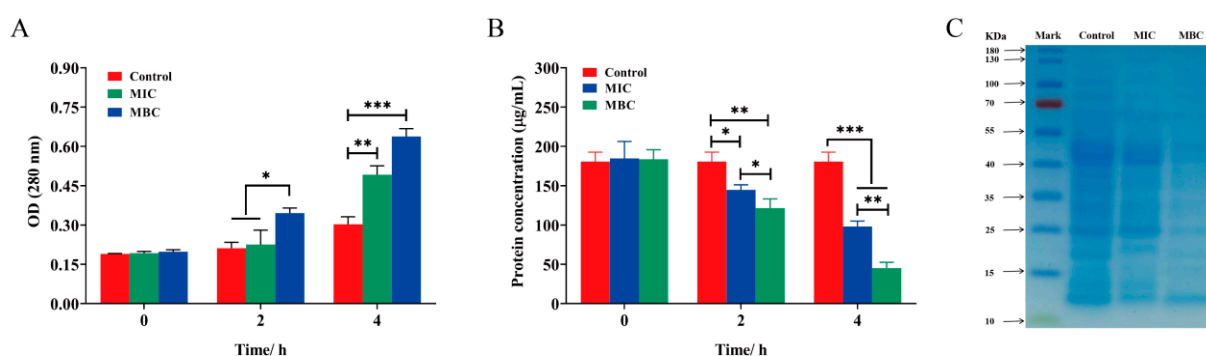 A
OD (280 nm)
0.90
0.75
0.60
0.45
0.30
0.15
0.00
Control
MIC
MBC
*
**
***
0
2
4
Time/ h
B
Protein concentration (μg/mL)
300
250
200
150
100
50
0
Control
MIC
MBC
*
**
*
***
**
0
2
4
Time/ h
C
KDa Mark Control MIC MBC
180
130
100
70
55
40
35
25
15
10